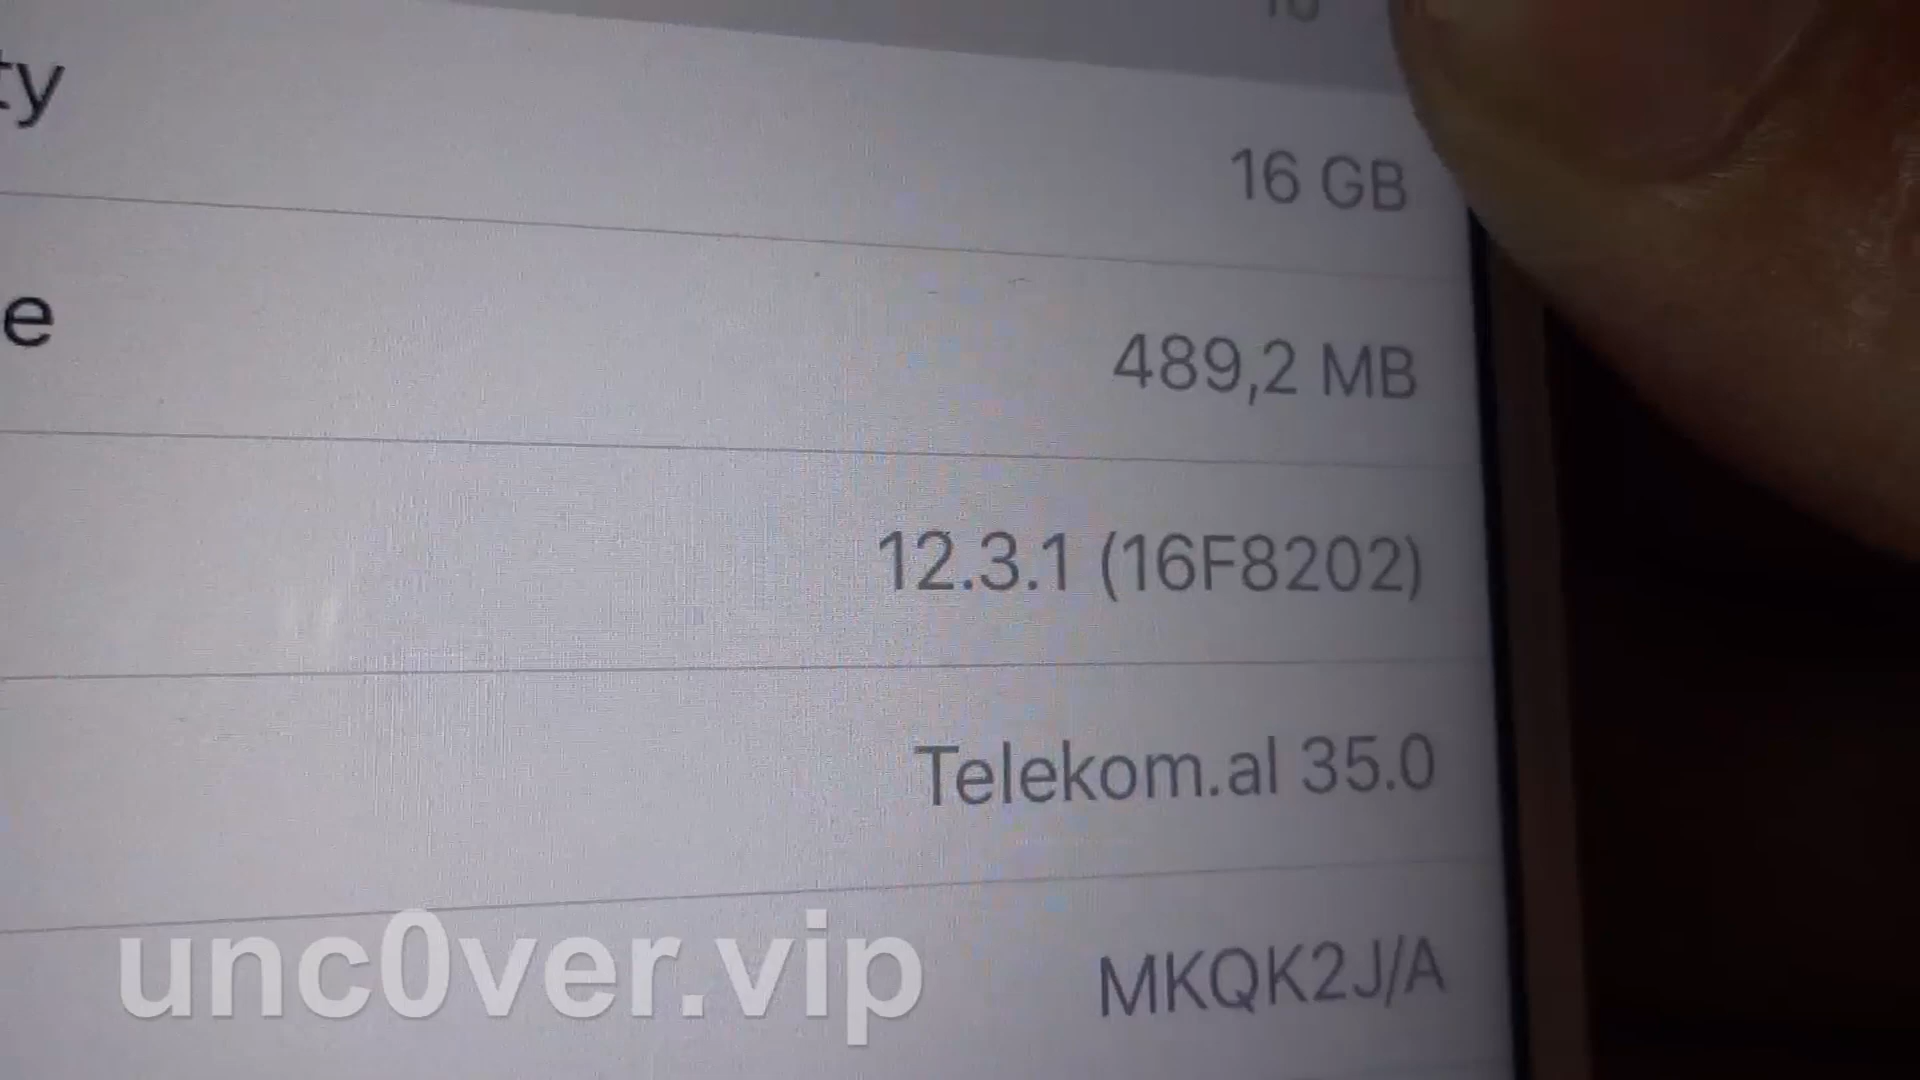 ty 16 GB
e 489,2 MB
12.3.1 (16F8202)
Telekom.al 35.0
MKQK2J/A
unc0ver.vip